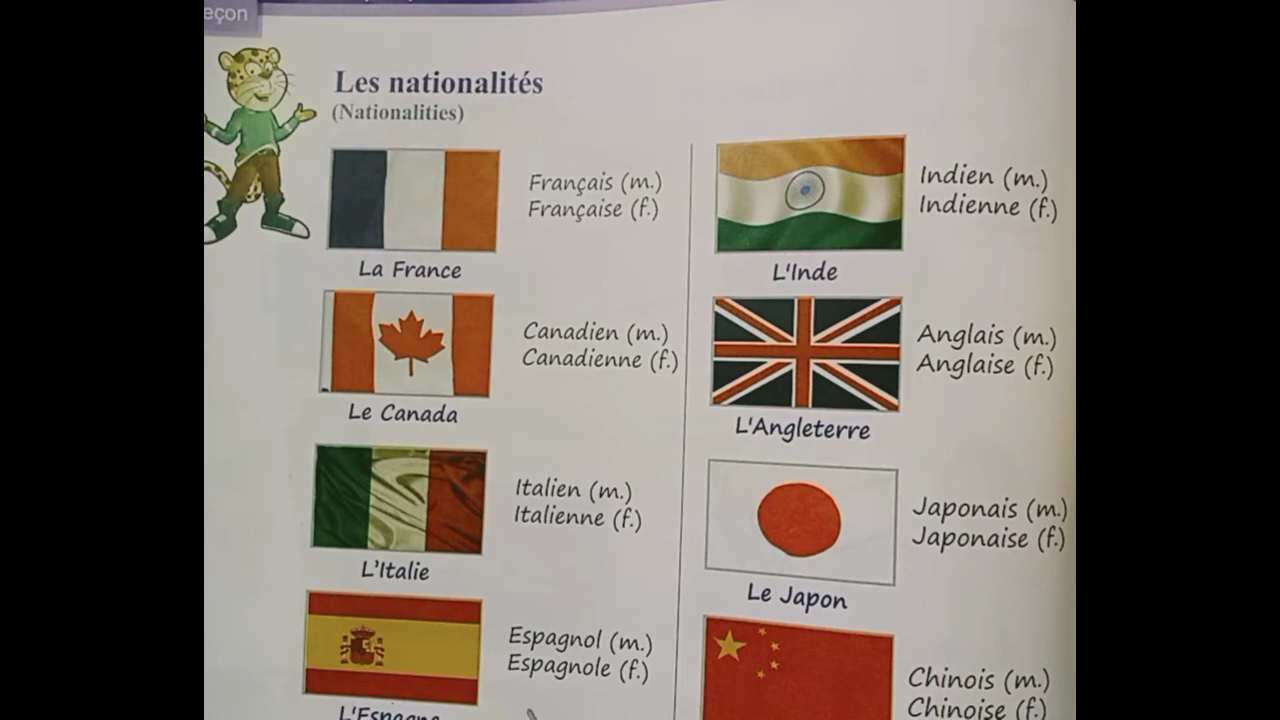 eçon
Les nationalités
(Nationalities)
Français (m.)
Française (f.)
La France
Canadien (m.)
Canadienne (f.)
Le Canada
Italien (m.)
Italienne (f.)
L'Italie
Espagnol (m.)
Espagnole (f.)
L'Espagne
Indien (m.)
Indienne (f.)
L'Inde
Anglais (m.)
Anglaise (f.)
L'Angleterre
Japonais (m.)
Japonaise (f.)
Le Japon
Chinois (m.)
Chinoise (f.)